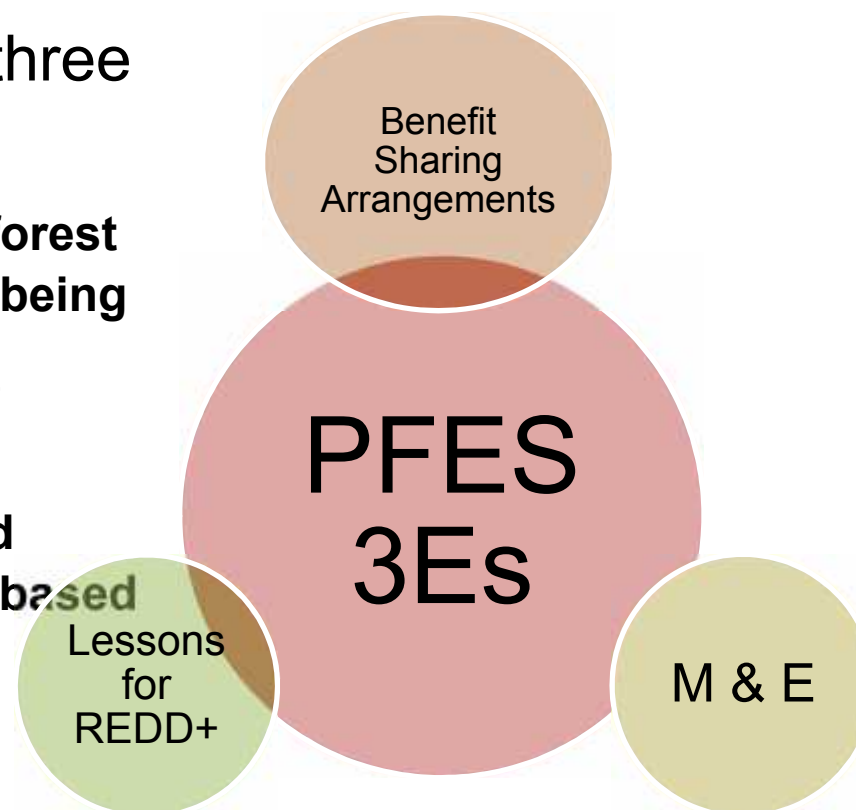 three
forest
being
d
based
Benefit
Sharing
Arrangements
PFES
3Es
Lessons
for
REDD+
M & E